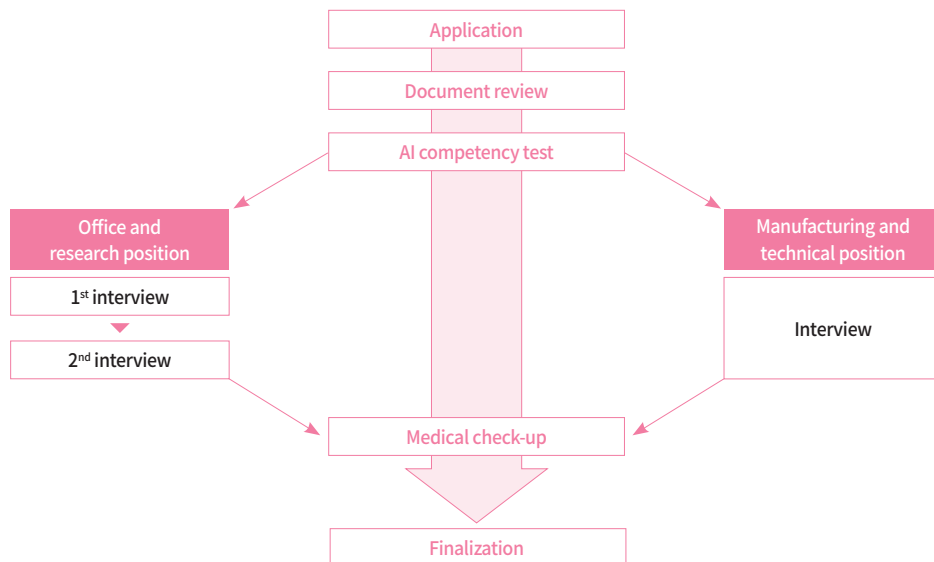 Application
Document review
AI competency test
Office and
research position
1st interview
2nd interview
Manufacturing and
technical position
Interview
Medical check-up
Finalization